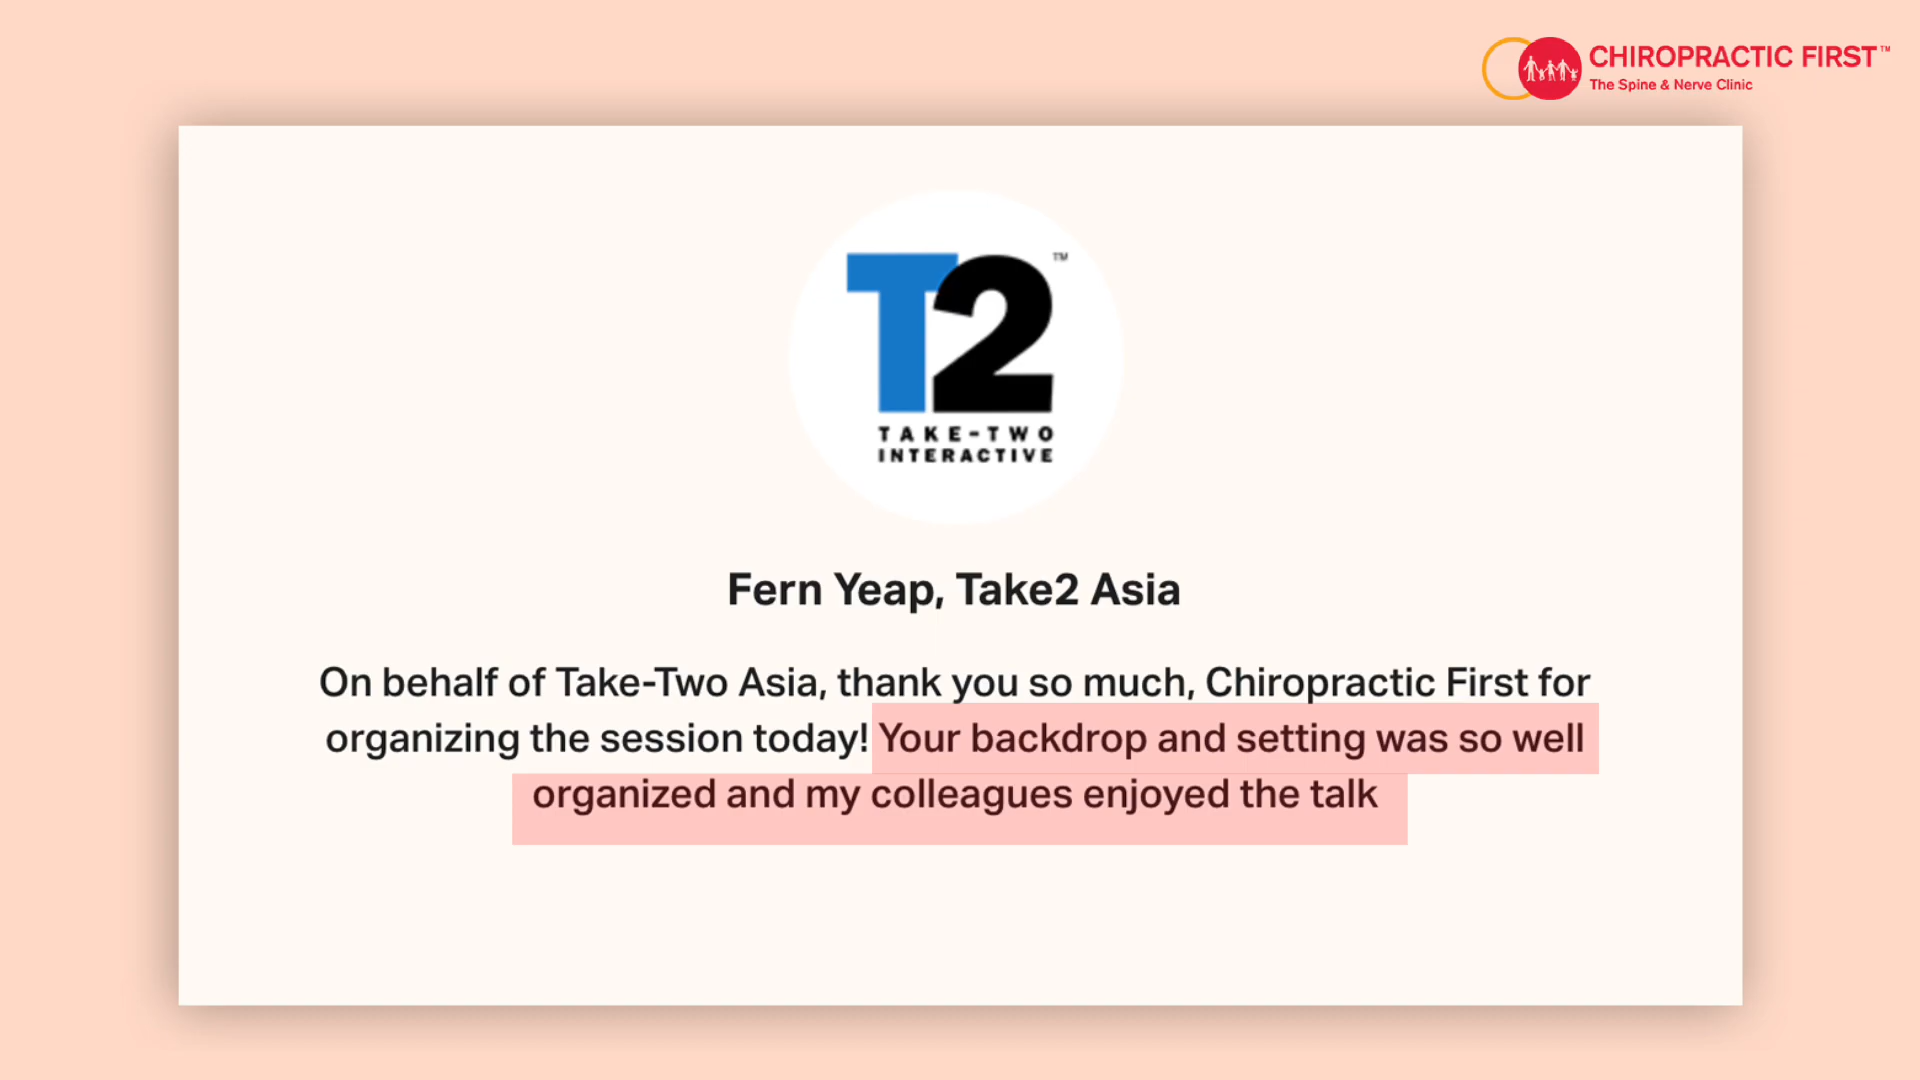 CHIROPRACTIC FIRST™
The Spine & Nerve Clinic
T2™
TAKE-TWO
INTERACTIVE
Fern Yeap, Take2 Asia
On behalf of Take-Two Asia, thank you so much, Chiropractic First for
organizing the session today! Your backdrop and setting was so well
organized and my colleagues enjoyed the talk